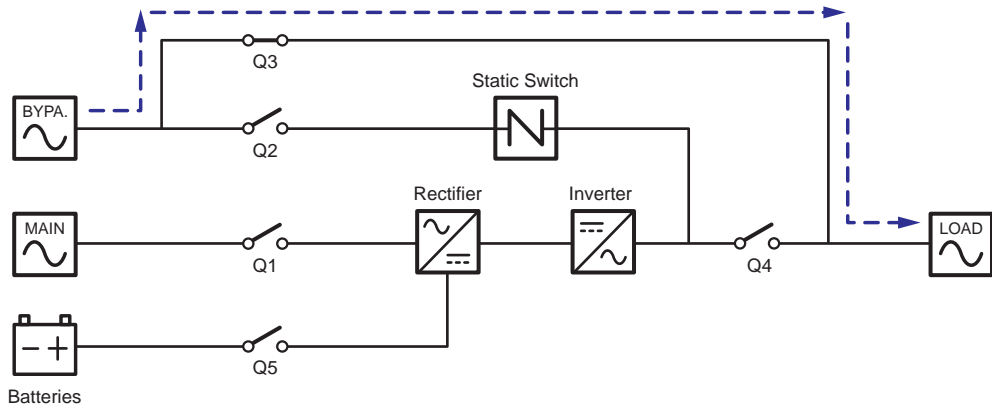 Q3
Static Switch
BYPA.
Q2
Rectifier
Inverter
MAIN
LOAD
Q1
Q4
Q5
Batteries